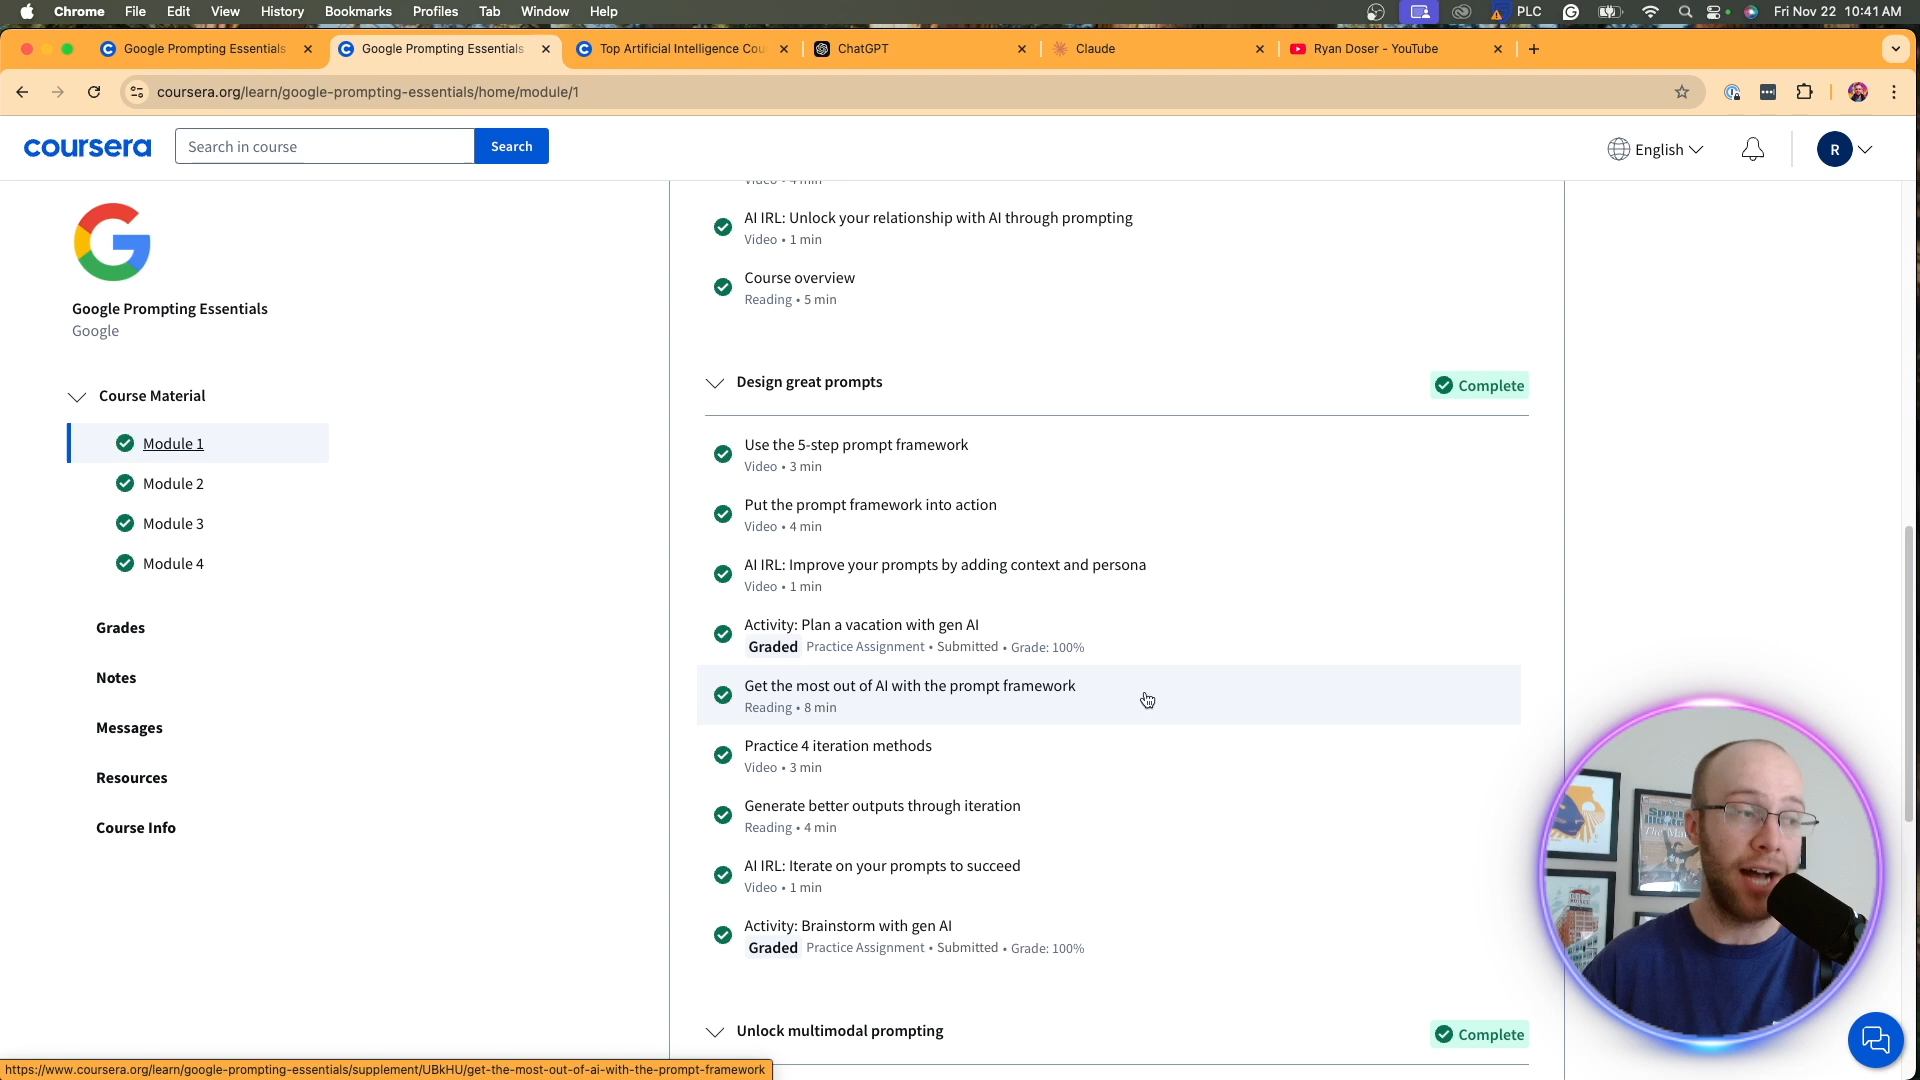 Chrome File Edit View History Bookmarks Profiles Tab Window Help PLC Fri Nov 22 10:41 AM
Google Prompting Essentials Google Prompting Essentials Top Artificial Intelligence Cou ChatGPT Claude Ryan Doser - YouTube
coursera.org/learn/google-prompting-essentials/home/module/1
coursera Search in course Search English R
Google Prompting Essentials
Google
Course Material
Module 1
Module 2
Module 3
Module 4
Grades
Notes
Messages
Resources
Course Info
Video • 4 min
AI IRL: Unlock your relationship with AI through prompting
Video • 1 min
Course overview
Reading • 5 min
Design great prompts Complete
Use the 5-step prompt framework
Video • 3 min
Put the prompt framework into action
Video • 4 min
AI IRL: Improve your prompts by adding context and persona
Video • 1 min
Activity: Plan a vacation with gen AI
Graded Practice Assignment • Submitted • Grade: 100%
Get the most out of AI with the prompt framework
Reading • 8 min
Practice 4 iteration methods
Video • 3 min
Generate better outputs through iteration
Reading • 4 min
AI IRL: Iterate on your prompts to succeed
Video • 1 min
Activity: Brainstorm with gen AI
Graded Practice Assignment • Submitted • Grade: 100%
Unlock multimodal prompting Complete
https://www.coursera.org/learn/google-prompting-essentials/supplement/UBkHU/get-the-most-out-of-ai-with-the-prompt-framework